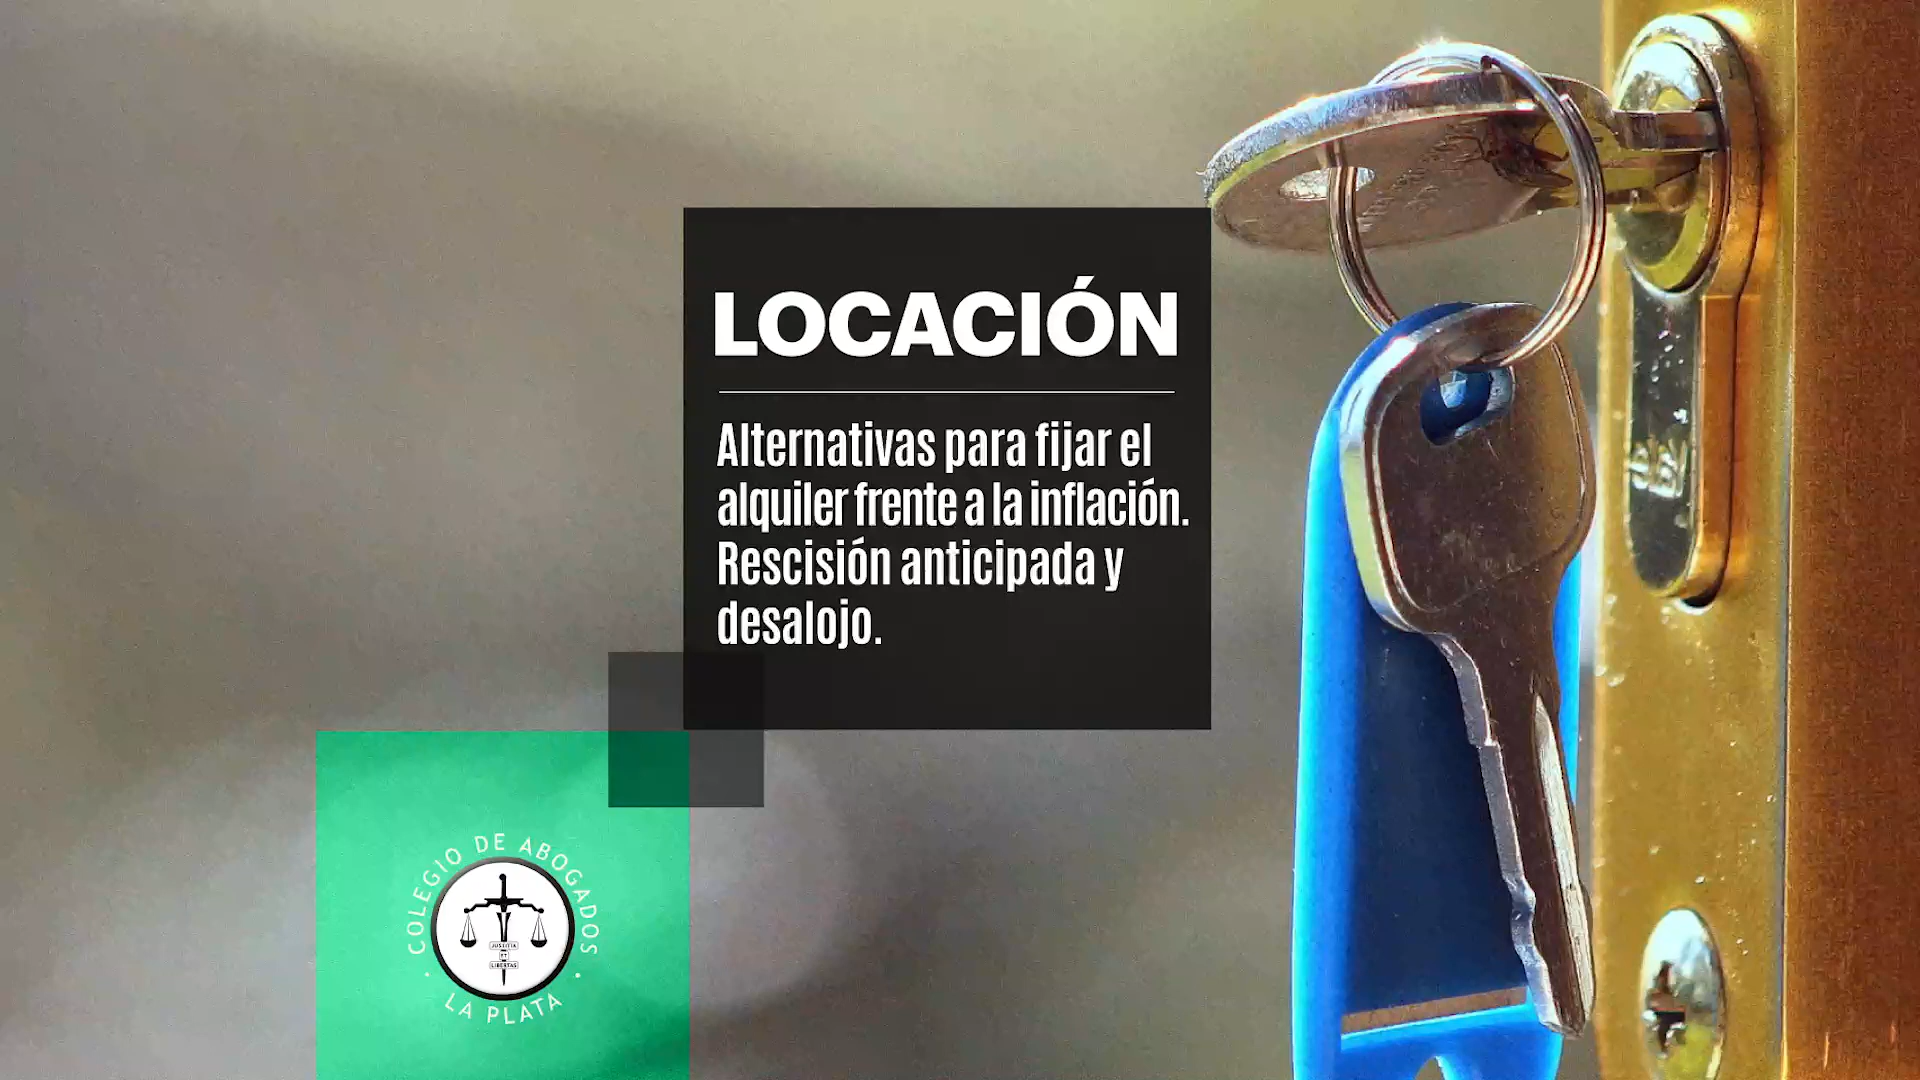 LOCACIÓN
Alternativas para fijar el
alquiler frente a la inflación.
Rescisión anticipada y
desalojo.
COLEGIO DE ABOGADOS
JUSTITIA
ET
LIBERTAS
· LA PLATA ·